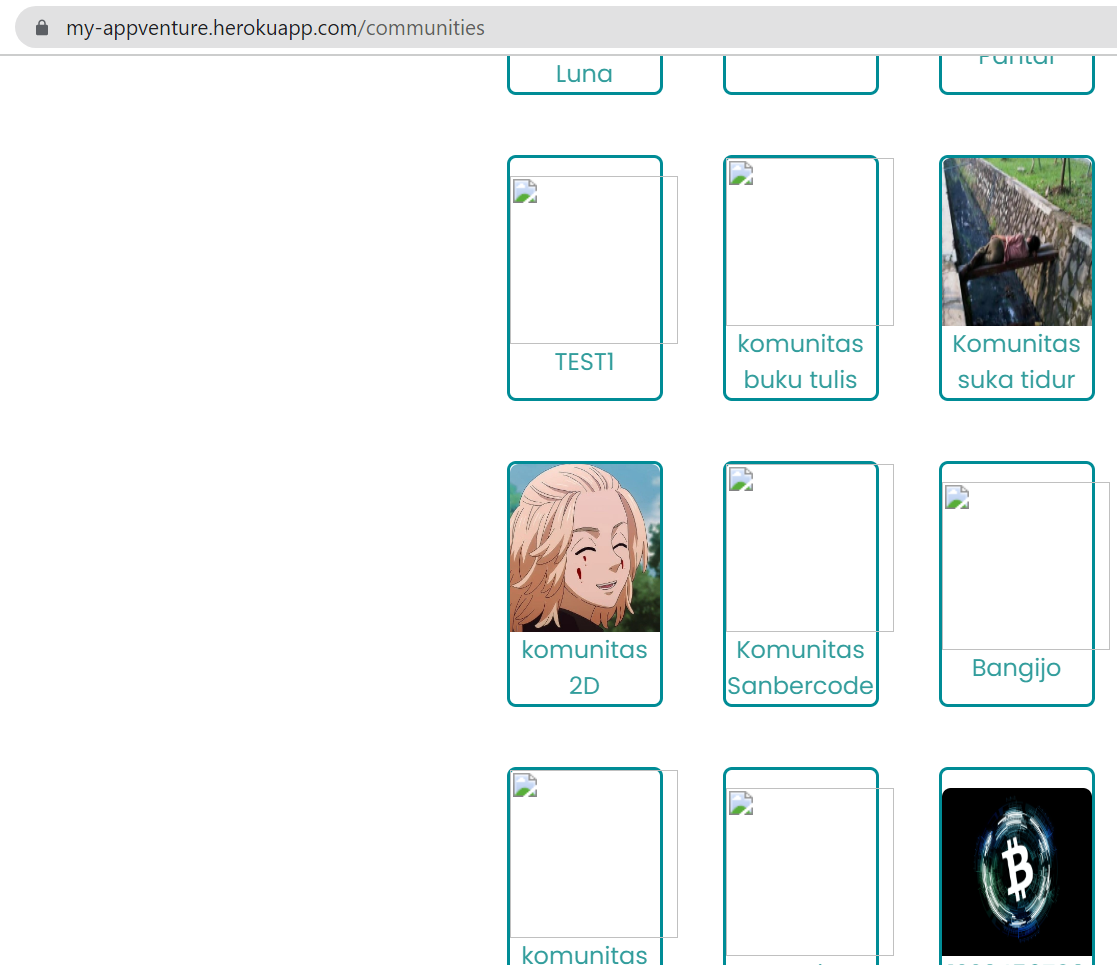 my-appventure.herokuapp.com/communities
Luna
Pantai
TEST1
komunitas
buku tulis
Komunitas
suka tidur
komunitas
2D
Komunitas
Sanbercode
Bangijo
komunitas